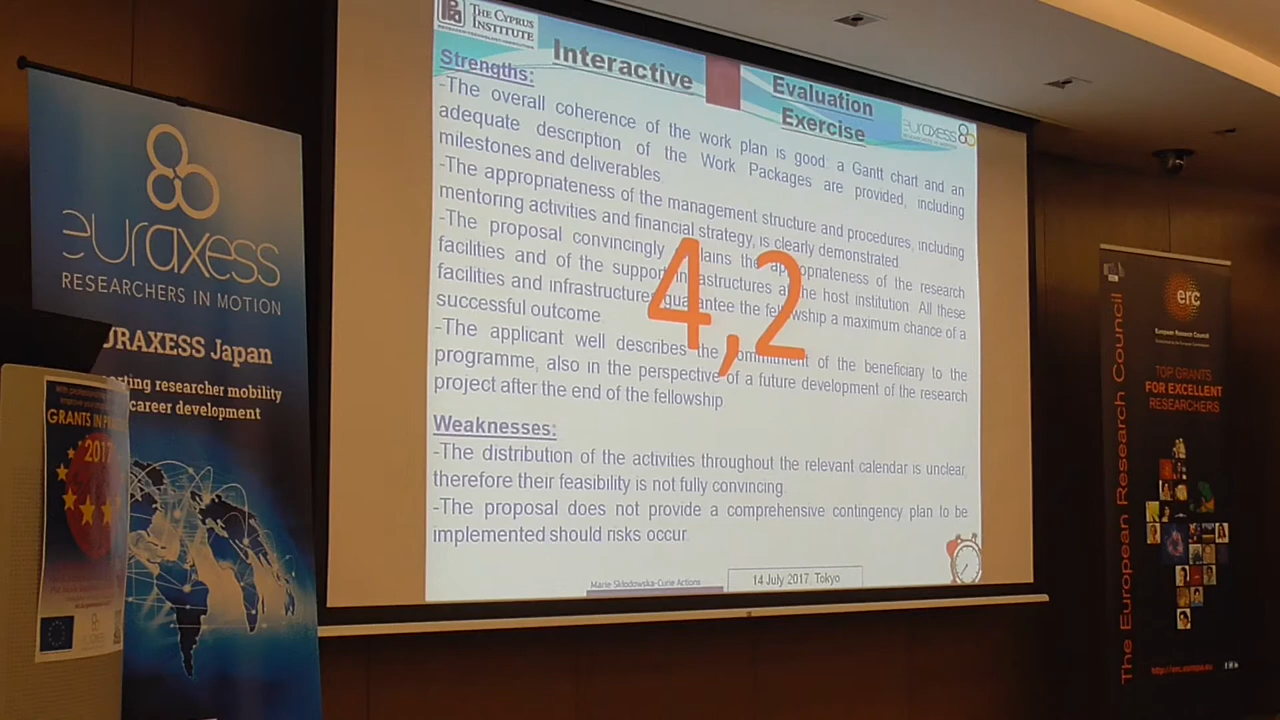 euraxess
RESEARCHERS IN MOTION
URAXESS Japan
orting researcher mobility
career development
GRANTS IN
2017
THE CYPRUS
INSTITUTE
Interactive
Evaluation
Exercise
euraxess
Strengths:
-The overall coherence of the work plan is good: a Gantt chart and an
adequate description of the Work Packages are provided, including
milestones and deliverables.
-The appropriateness of the management structure and procedures, including
mentoring activities and financial strategy, is clearly demonstrated.
-The proposal convincingly lains the appropriateness of the research
facilities and of the support in astructures at the host institution. All these
facilities and infrastructures guarantee the fellowship a maximum chance of a
successful outcome.
-The applicant well describes the commitment of the beneficiary to the
programme, also in the perspective of a future development of the research
project after the end of the fellowship
4,2
Weaknesses:
-The distribution of the activities throughout the relevant calendar is unclear,
therefore their feasibility is not fully convincing.
-The proposal does not provide a comprehensive contingency plan to be
implemented should risks occur.
Marie Skłodowska-Curie Actions
14 July 2017, Tokyo
The European Research Council
erc
European Research Council
TOP GRANTS
FOR EXCELLENT
RESEARCHERS
http://erc.europa.eu